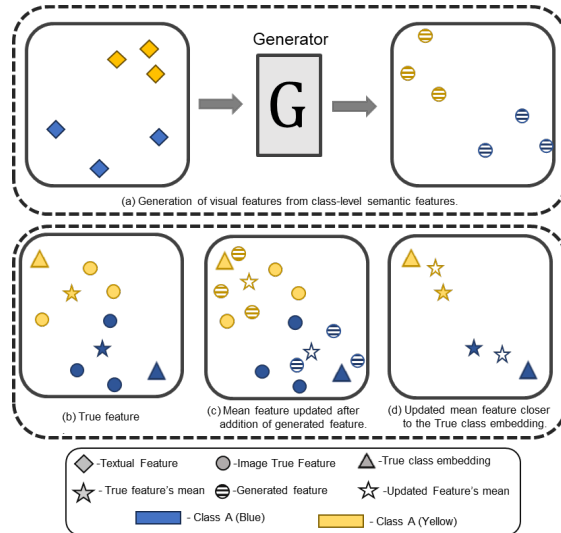 Generator
G
(a) Generation of visual features from class-level semantic features.
(b) True feature
(c) Mean feature updated after
addition of generated feature.
(d) Updated mean feature closer
to the True class embedding.
-Textual Feature
-Image True Feature
-True class embedding
-True feature's mean
-Generated feature
-Updated Feature's mean
- Class A (Blue)
- Class A (Yellow)